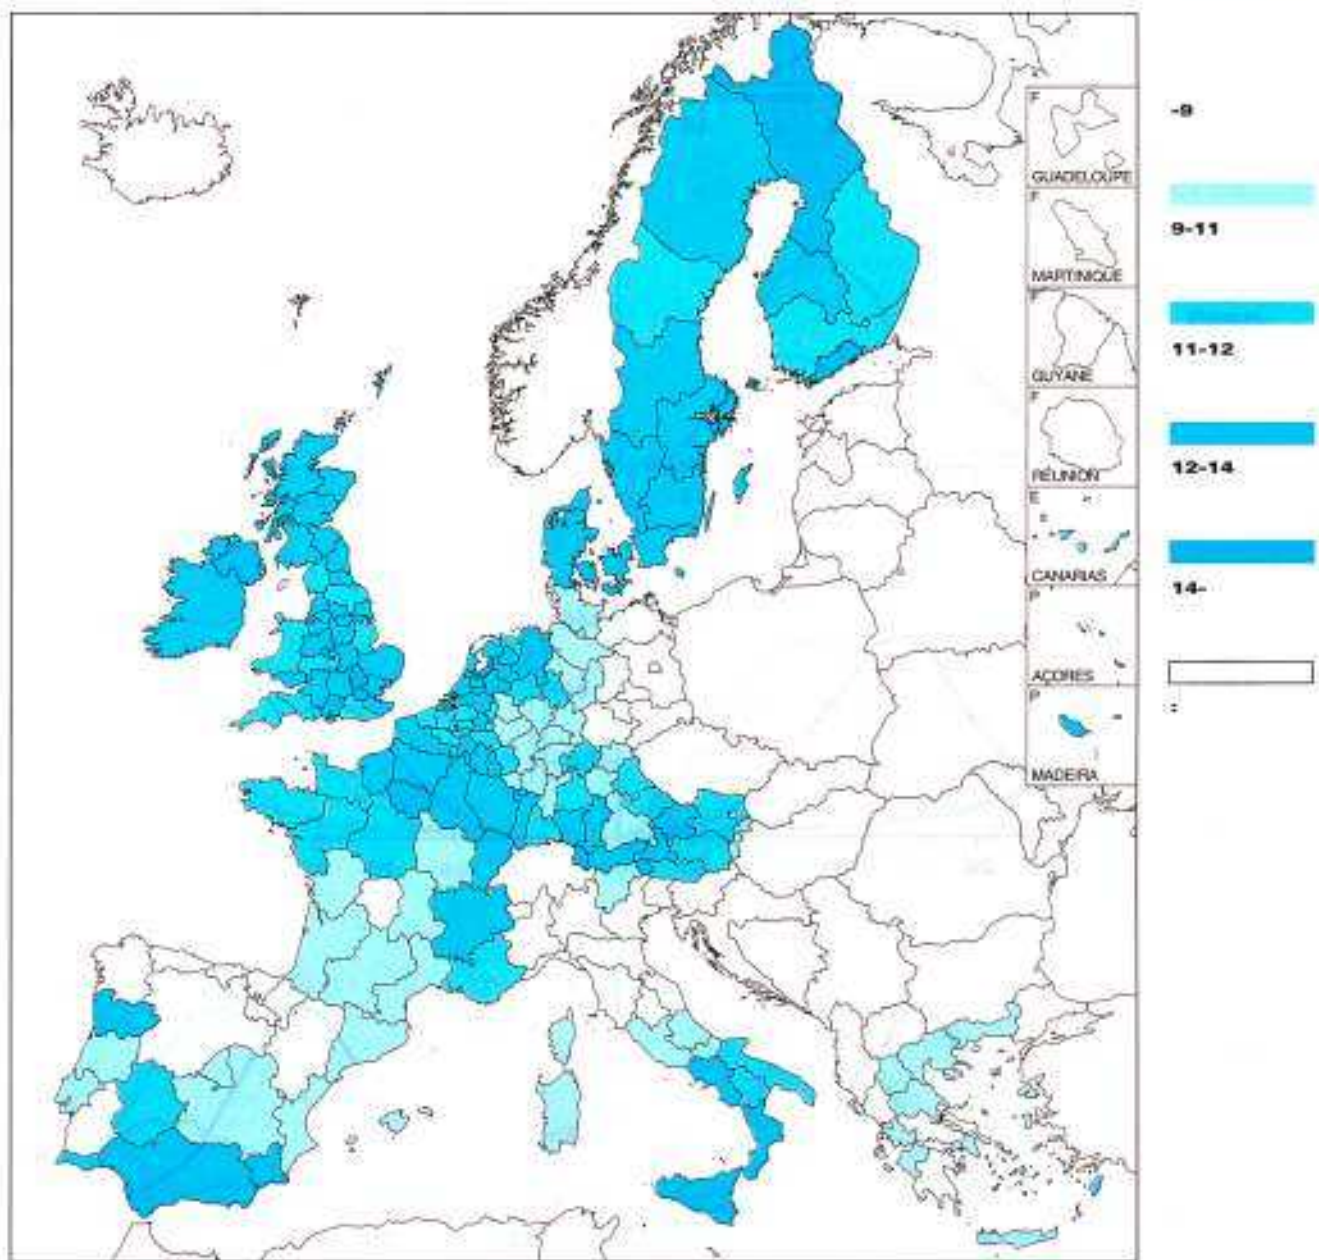 F
GUADELOUPE
F
MARTINIQUE
F
GUYANE
F
RÉUNION
E
CANARIAS
P
AÇORES
P
MADEIRA
-9
9-11
11-12
12-14
14-
: